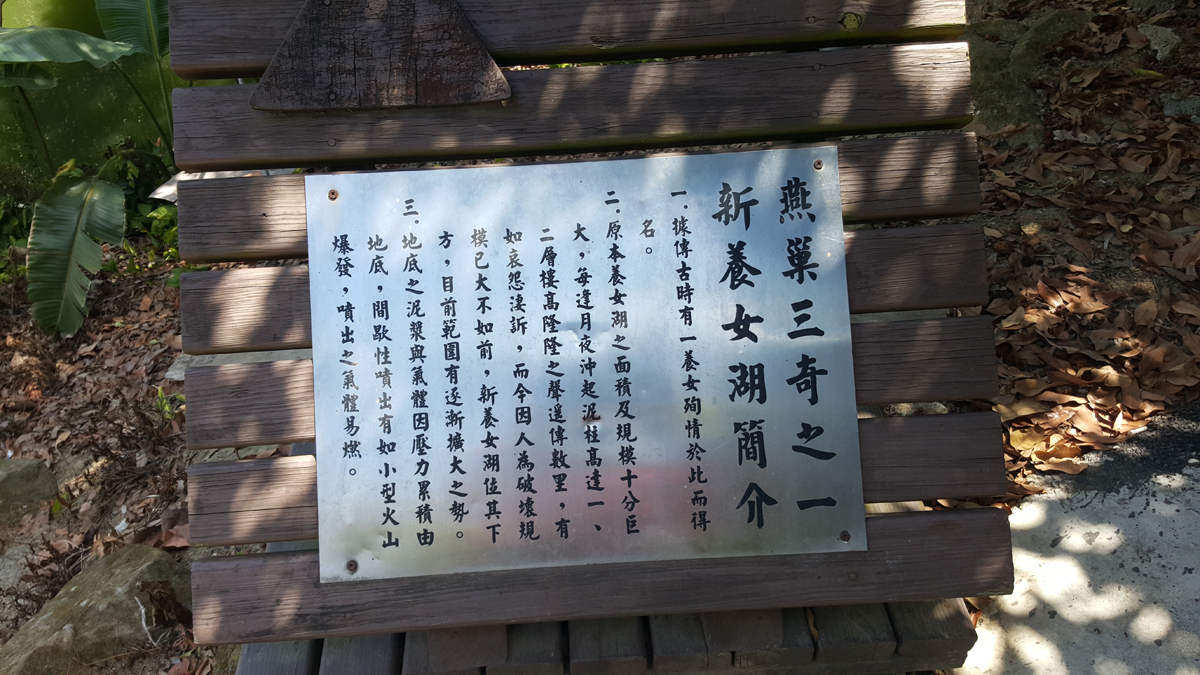 燕巢三奇之一
新養女湖簡介
一．據傳古時有一養女殉情於此而得
名。
二．原本養女湖之面積及規模十分巨
大，每逢月夜沖起泥柱高達一、
二層樓高隆隆之聲遥傳數里，有
如哀怨淒訴，而今因人為破壞規
模已大不如前，新養女湖位其下
方，目前範圍有逐漸擴大之勢。
三．地底之泥漿與氣體因壓力累積由
地底，間歇性噴出有如小型火山
爆發，噴出之氣體易燃。